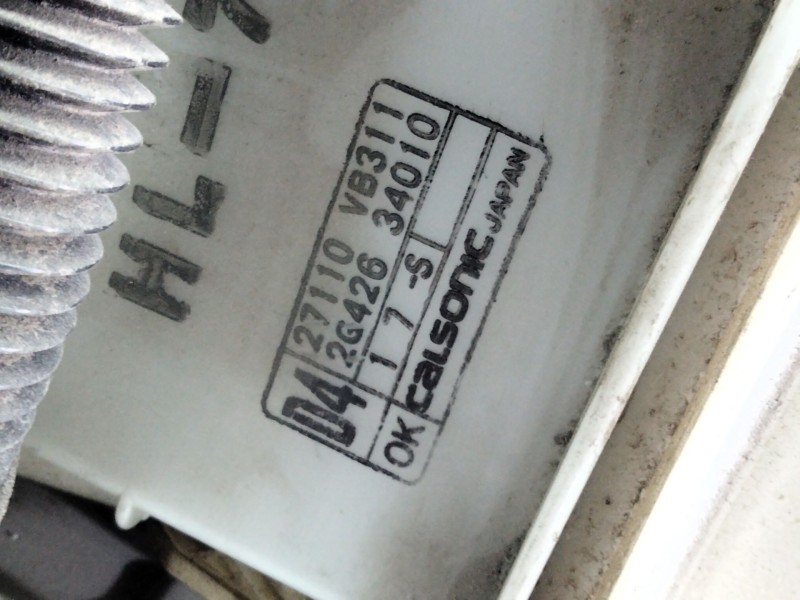 HL-7
D4
27110 VB311
2G426 34010
1 7 -S
OK
CALSONIC JAPAN